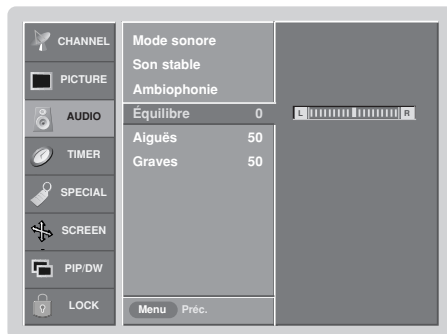 CHANNEL
PICTURE
AUDIO
TIMER
SPECIAL
SCREEN
PIP/DW
LOCK
Mode sonore
Son stable
Ambiophonie
Équilibre 0
Aiguës 50
Graves 50
Menu Préc.
L R